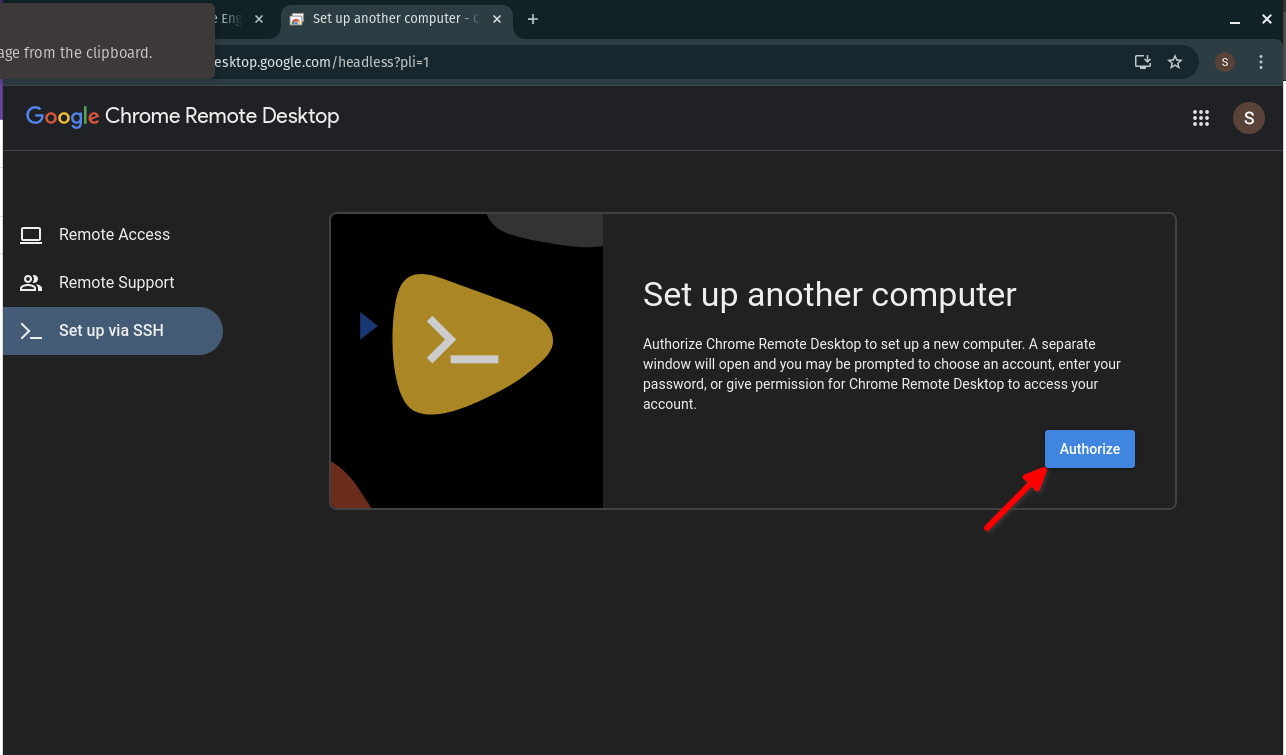 e Eng
Set up another computer - C
age from the clipboard.
esktop.google.com/headless?pli=1
S
Google Chrome Remote Desktop
S
Remote Access
Remote Support
Set up via SSH
Set up another computer
Authorize Chrome Remote Desktop to set up a new computer. A separate
window will open and you may be prompted to choose an account, enter your
password, or give permission for Chrome Remote Desktop to access your
account.
Authorize